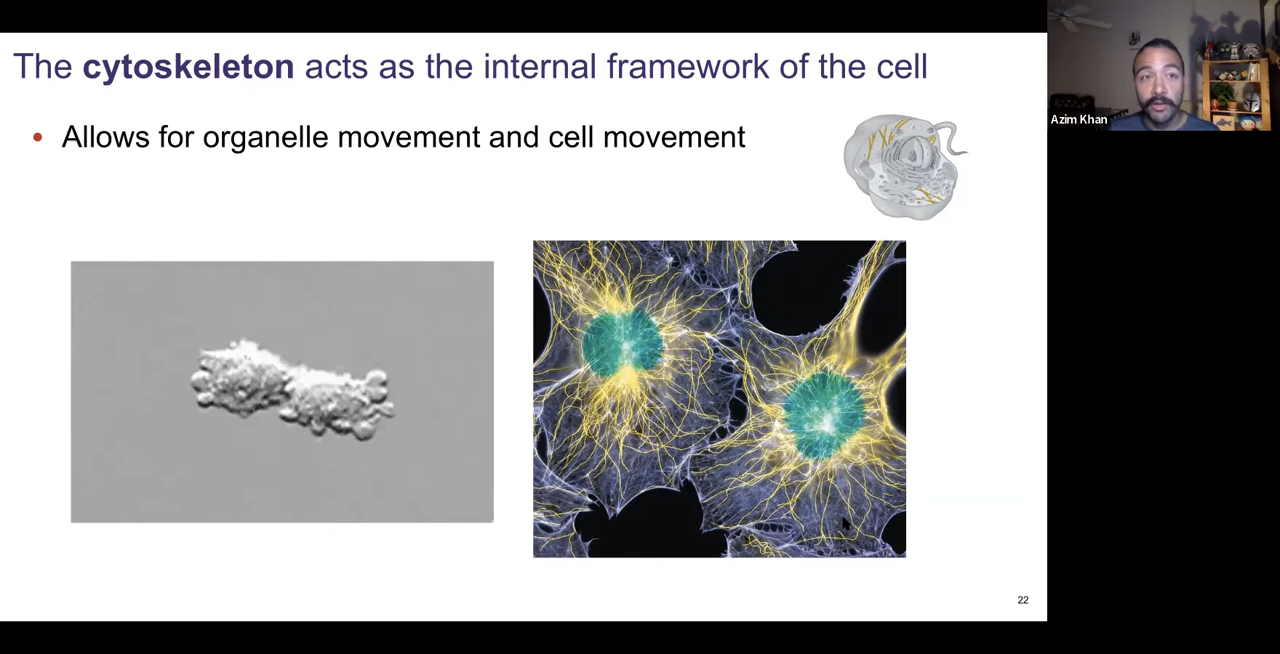 The cytoskeleton acts as the internal framework of the cell
• Allows for organelle movement and cell movement
Azim Khan
22